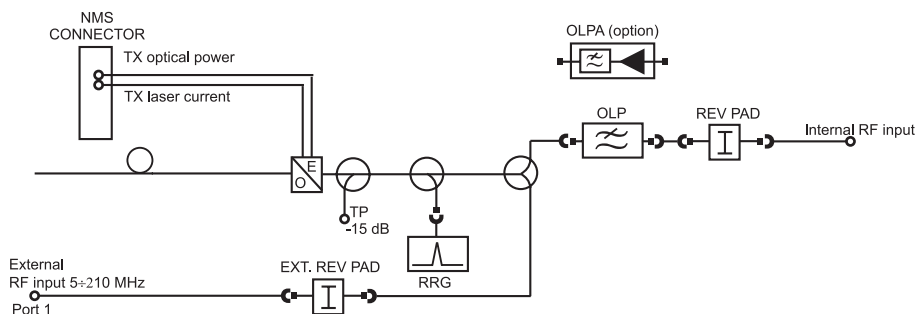 NMS
CONNECTOR
TX optical power
TX laser current
OLPA (option)
OLP
REV PAD
Internal RF input
E
O
TP
-15 dB
RRG
External
RF input 5÷210 MHz
Port 1
EXT. REV PAD